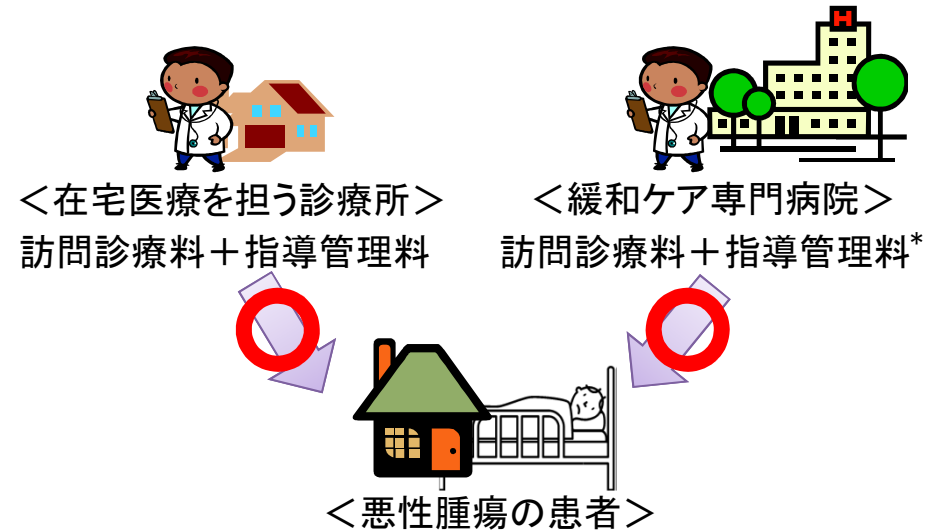 H
＜在宅医療を担う診療所＞
訪問診療料＋指導管理料
＜緩和ケア専門病院＞
訪問診療料＋指導管理料*
＜悪性腫瘍の患者＞